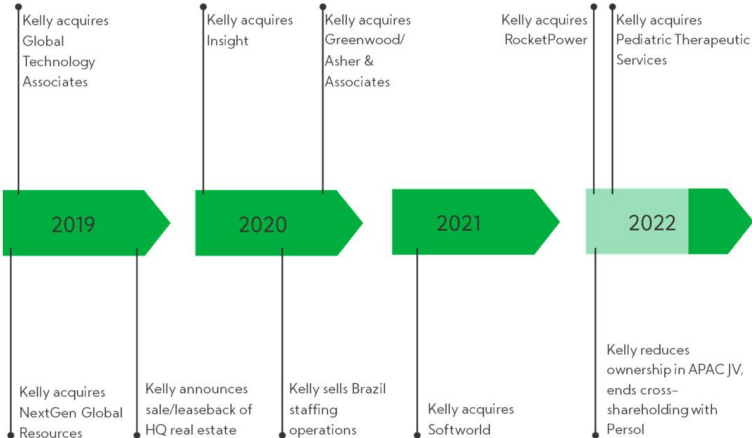 Kelly acquires
Global
Technology
Associates
Kelly acquires
Insight
Kelly acquires
Greenwood/
Asher &
Associates
Kelly acquires
RocketPower
Kelly acquires
Pediatric Therapeutic
Services
2019
2020
2021
2022
Kelly acquires
NextGen Global
Resources
Kelly announces
sale/leaseback of
HQ real estate
Kelly sells Brazil
staffing
operations
Kelly acquires
Softworld
Kelly reduces
ownership in APAC JV,
ends cross-
shareholding with
Persol